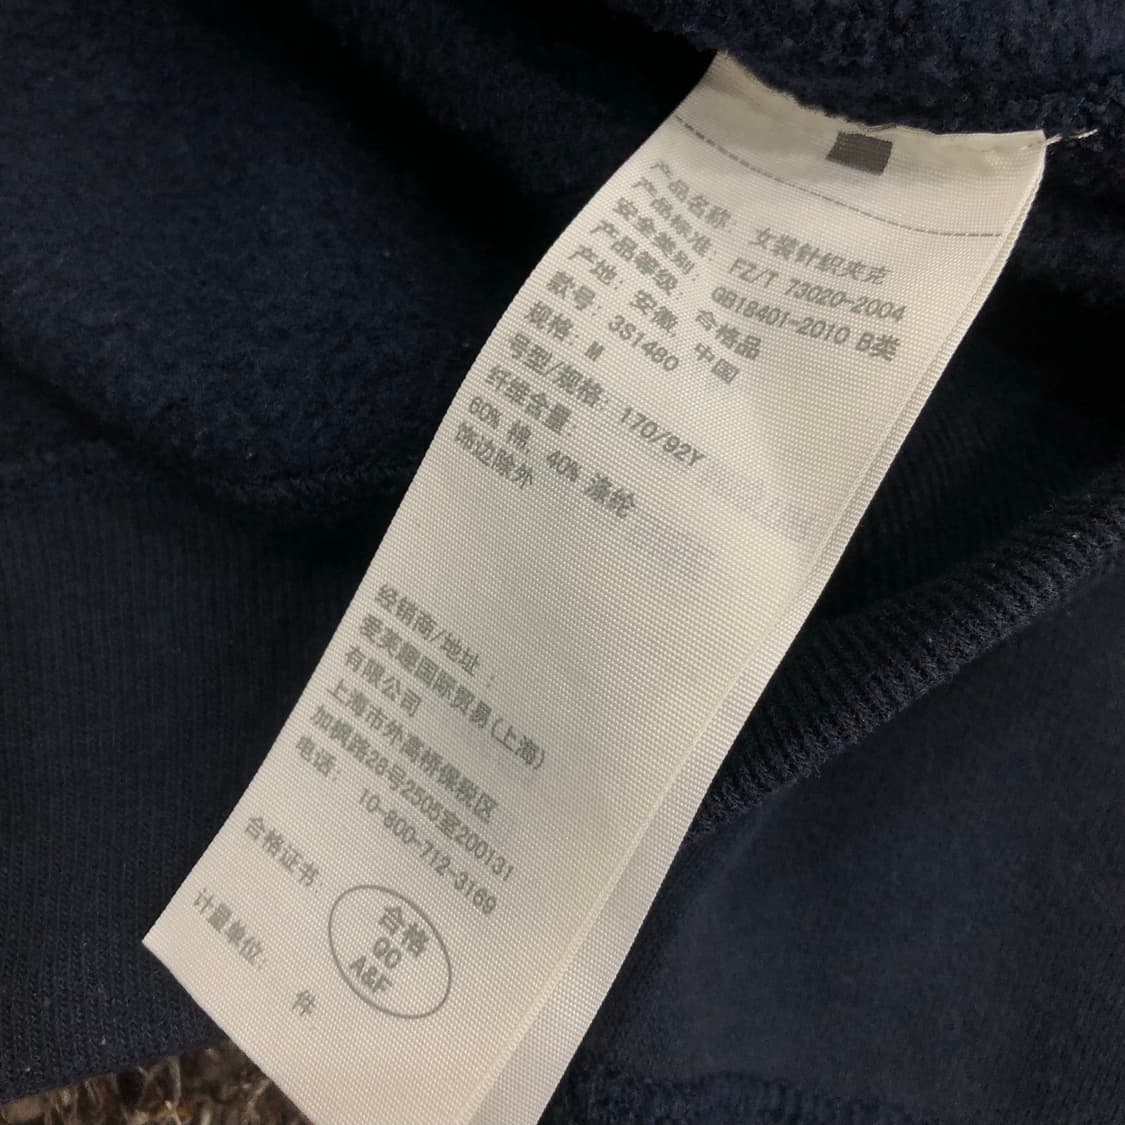 产品名称: 女装针织夹克
产品标准: FZ/T 73020-2004
安全类别: GB18401-2010 B类
产品等级: 合格品
产地: 安徽, 中国
款号: 3S1480
规格: M
号型/规格: 170/92Y
纤维含量:
60% 棉, 40% 涤纶
饰边除外
经销商/地址:
爱芙趣国际贸易(上海)
有限公司
上海市外高桥保税区
加枫路28号2505室200131
电话: 10-800-712-3169
合格证书:
合格
QC
A&F
计量单位: 件